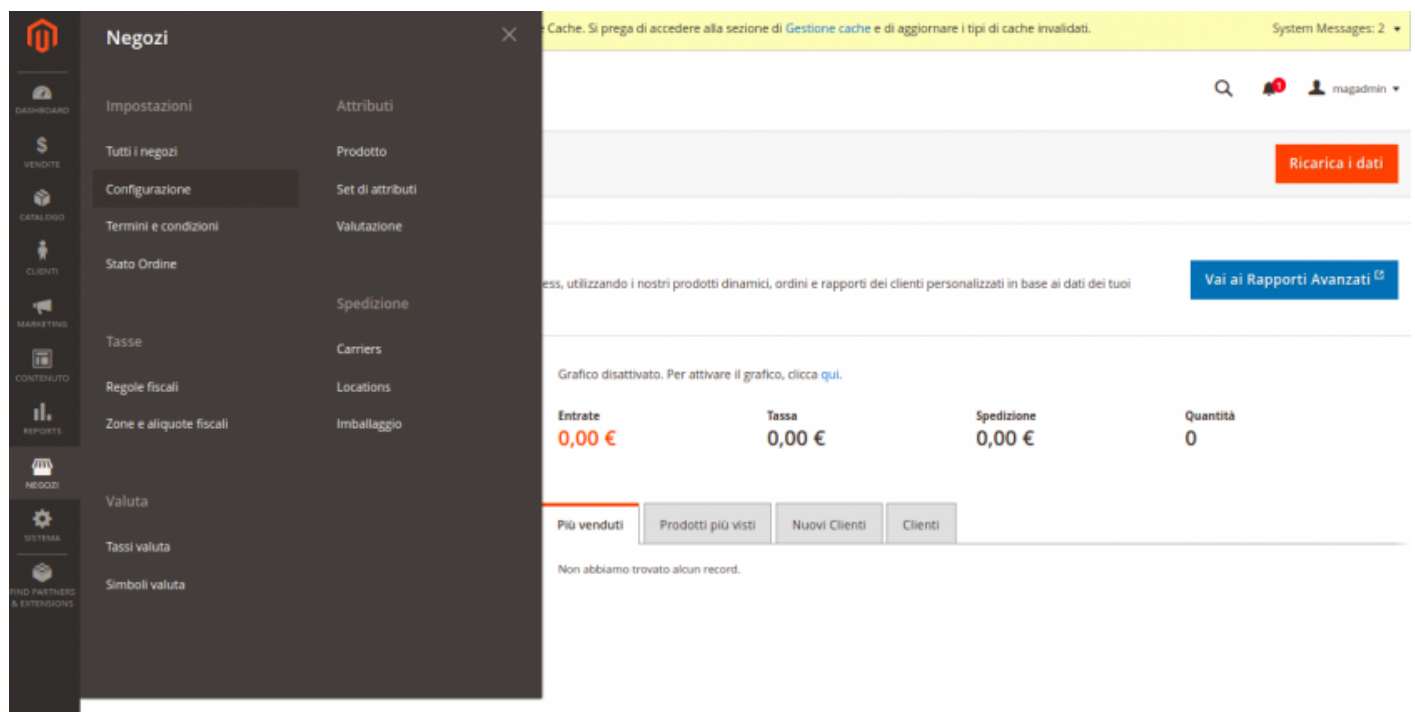 Negozi
Cache. Si prega di accedere alla sezione di Gestione cache e di aggiornare i tipi di cache invalidati.
System Messages: 2
DASHBOARD
VENDITE
CATALOGO
CLIENTI
MARKETING
CONTENUTO
REPORTS
NEGOZI
SISTEMA
FIND PARTNERS
& EXTENSIONS
Impostazioni
Tutti i negozi
Configurazione
Termini e condizioni
Stato Ordine
Tasse
Regole fiscali
Zone e aliquote fiscali
Valuta
Tassi valuta
Simboli valuta
Attributi
Prodotto
Set di attributi
Valutazione
Spedizione
Carriers
Locations
Imballaggio
1
magadmin
Ricarica i dati
ess, utilizzando i nostri prodotti dinamici, ordini e rapporti dei clienti personalizzati in base ai dati dei tuoi
Vai ai Rapporti Avanzati
Grafico disattivato. Per attivare il grafico, clicca qui.
Entrate Tassa Spedizione Quantità
0,00 € 0,00 € 0,00 € 0
Più venduti Prodotti più visti Nuovi Clienti Clienti
Non abbiamo trovato alcun record.